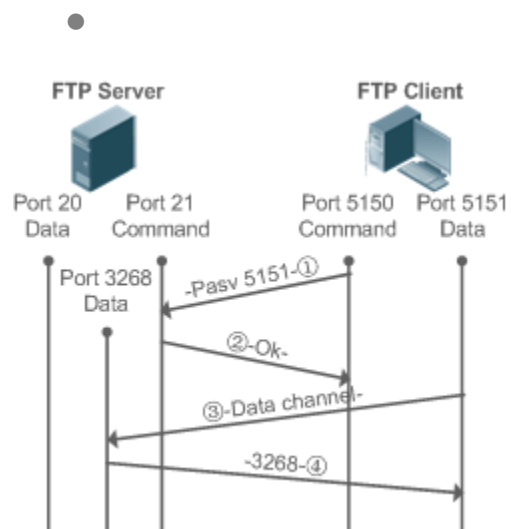 FTP Server
FTP Client
Port 20
Data
Port 21
Command
Port 5150
Command
Port 5151
Data
Port 3268
Data
-Pasv 5151-①
②-Ok-
③-Data channel-
-3268-④